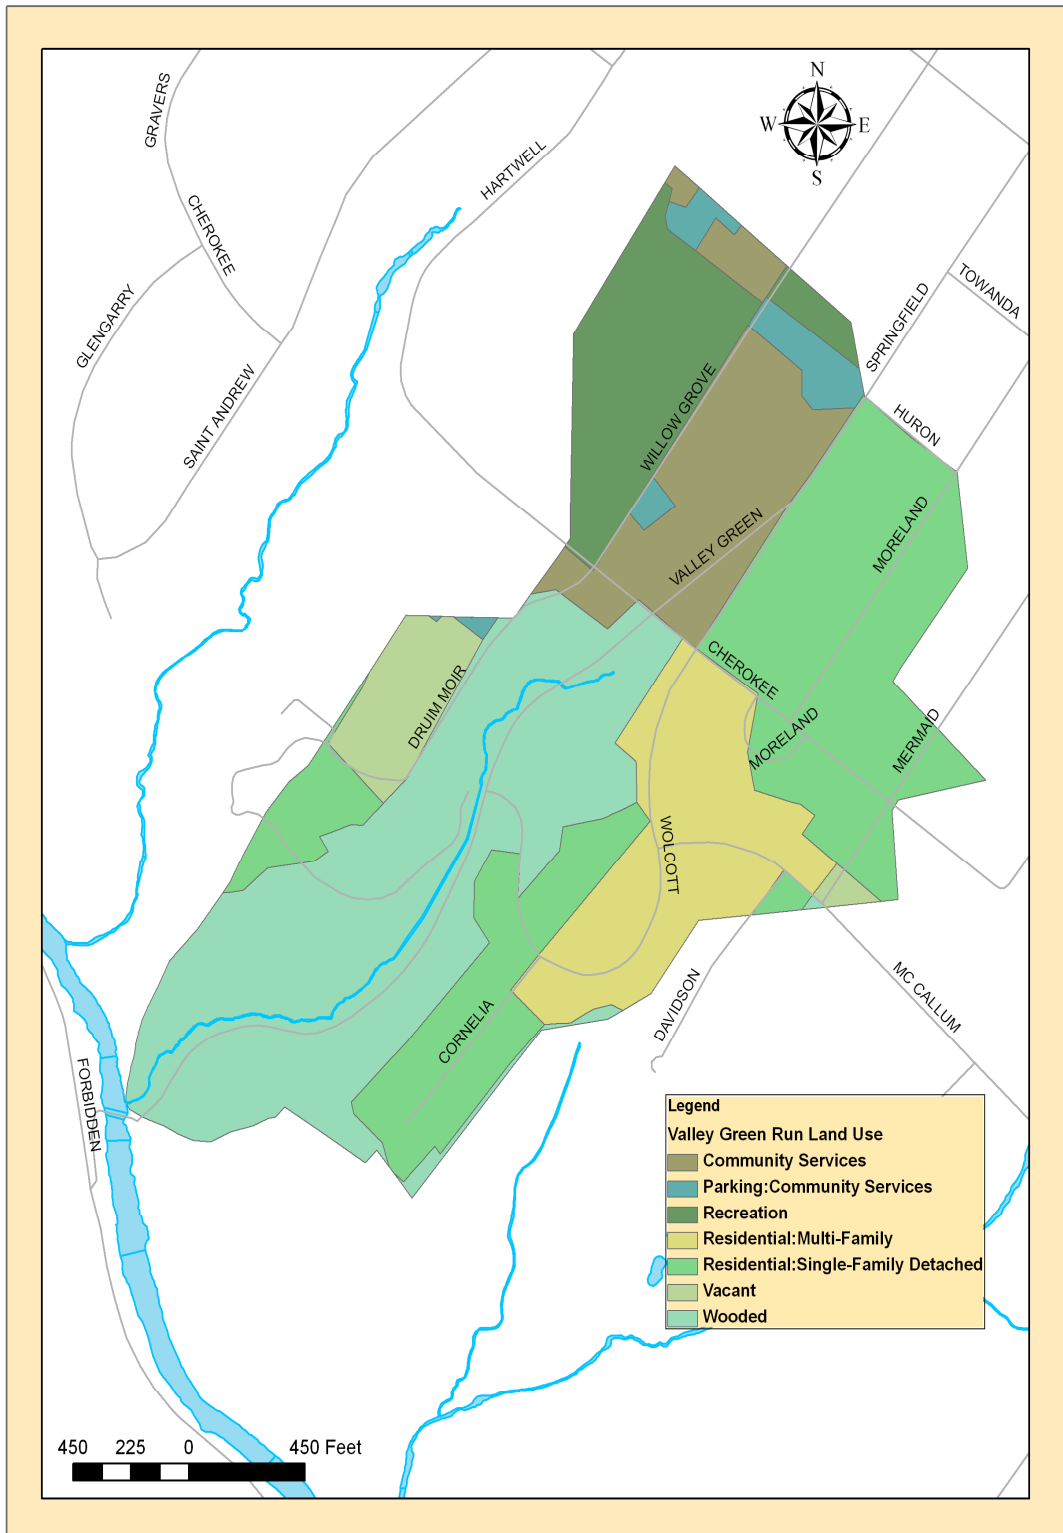 GRAVERS
CHEROKEE
GLENGARRY
SAINT ANDREW
HARTWELL
N
W
E
S
TOWANDA
SPRINGFIELD
HURON
WILLOW GROVE
VALLEY GREEN
MORELAND
CHEROKEE
MORELAND
MERMAID
DRUIM MOIR
WOLCOTT
CORNELIA
DAVIDSON
MC CALLUM
FORBIDDEN
Legend
Valley Green Run Land Use
Community Services
Parking:Community Services
Recreation
Residential:Multi-Family
Residential:Single-Family Detached
Vacant
Wooded
450 225 0 450 Feet